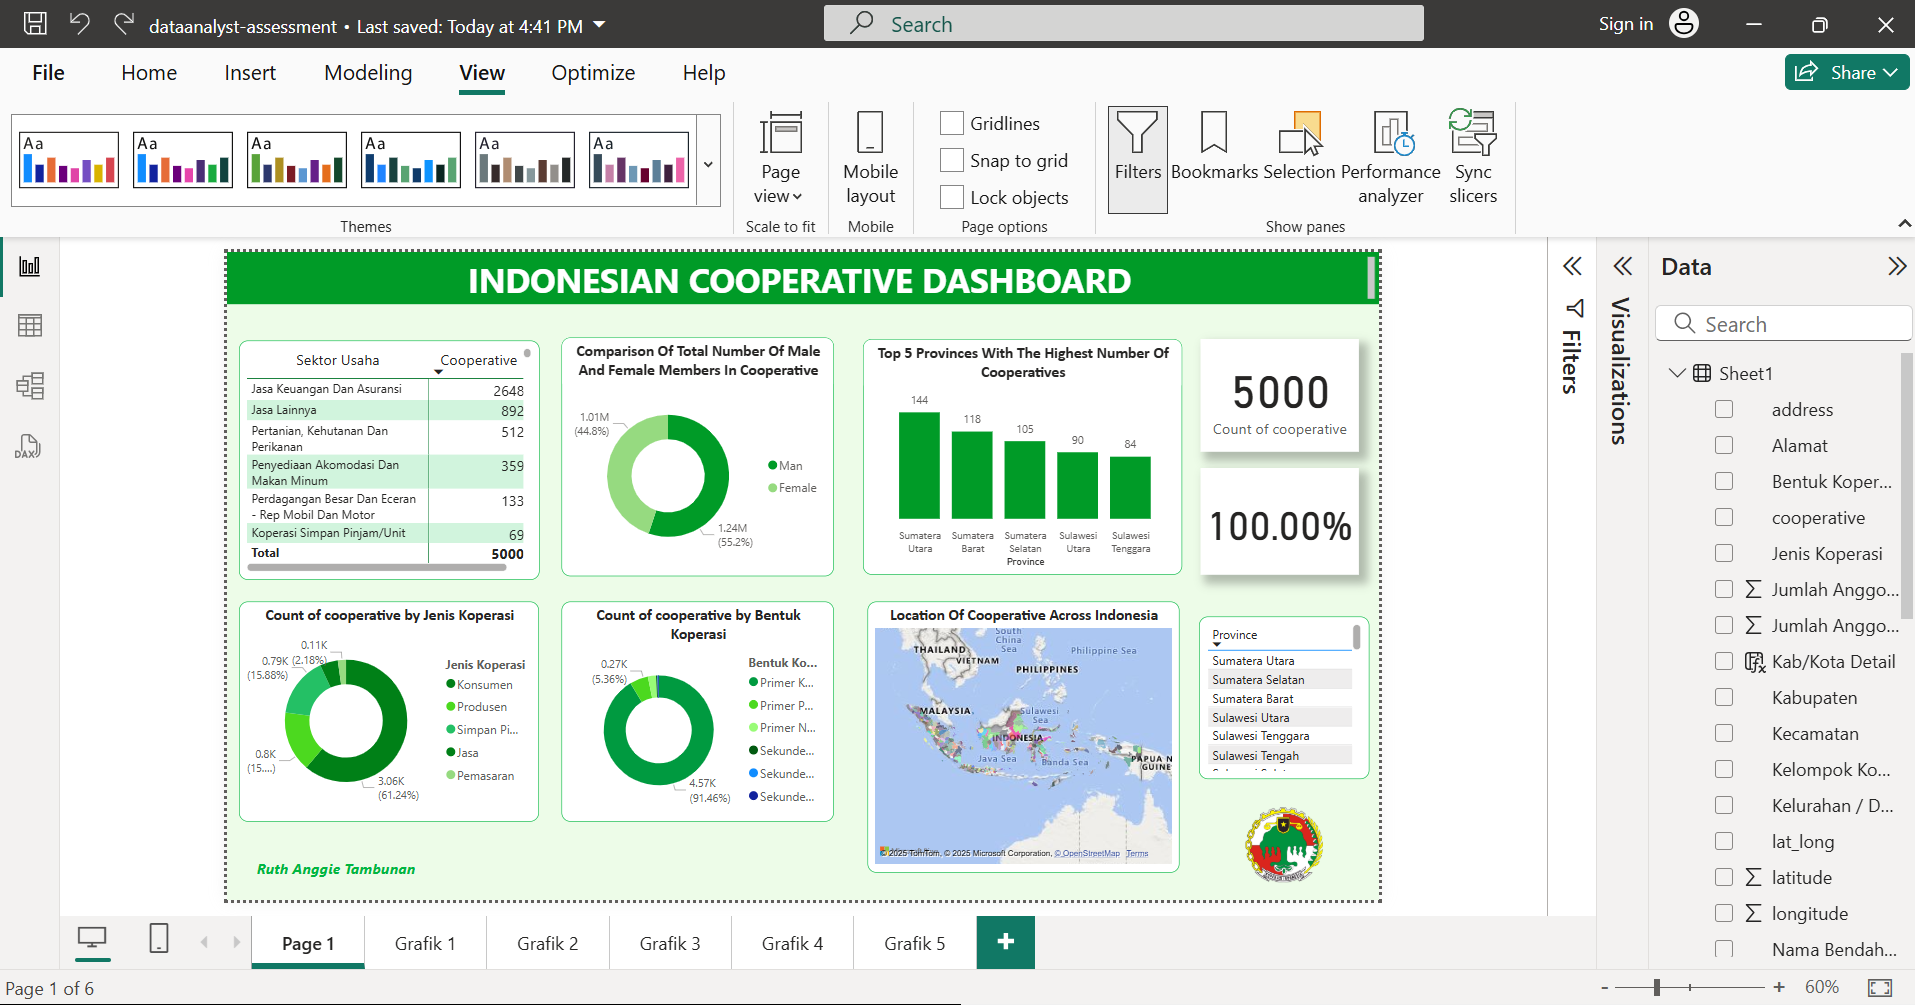 dataanalyst-assessment • Last saved: Today at 4:41 PM
Search
Sign in
File
Home
Insert
Modeling
View
Optimize
Help
Share
Aa
Aa
Aa
Aa
Aa
Aa
Themes
Page
view
Scale to fit
Mobile
layout
Mobile
Gridlines
Snap to grid
Lock objects
Page options
Filters
Bookmarks
Selection
Performance
analyzer
Sync
slicers
Show panes
INDONESIAN COOPERATIVE DASHBOARD
Sektor Usaha Cooperative
Jasa Keuangan Dan Asuransi 2648
Jasa Lainnya 892
Pertanian, Kehutanan Dan
Perikanan 512
Penyediaan Akomodasi Dan
Makan Minum 359
Perdagangan Besar Dan Eceran
- Rep Mobil Dan Motor 133
Koperasi Simpan Pinjam/Unit 69
Total 5000
Comparison Of Total Number Of Male
And Female Members In Cooperative
1.01M
(44.8%)
Man
Female
1.24M
(55.2%)
Top 5 Provinces With The Highest Number Of
Cooperatives
144
118
105
90
84
Sumatera
Utara
Sumatera
Barat
Sumatera
Selatan
Sulawesi
Utara
Sulawesi
Tenggara
Province
5000
Count of cooperative
100.00%
Count of cooperative by Jenis Koperasi
0.11K
(2.18%)
0.79K
(15.88%)
0.8K
(15....)
3.06K
(61.24%)
Jenis Koperasi
Konsumen
Produsen
Simpan Pi...
Jasa
Pemasaran
Count of cooperative by Bentuk
Koperasi
0.27K
(5.36%)
4.57K
(91.46%)
Bentuk Ko...
Primer K...
Primer P...
Primer N...
Sekunde...
Sekunde...
Sekunde...
Location Of Cooperative Across Indonesia
South
China
Sea
THAILAND
VIETNAM
Philippine Sea
PHILIPPINES
MALAYSIA
Sulawesi
Sea
INDONESIA
Java Sea
Banda Sea
PAPUA N
GUINE
© 2025 TomTom, © 2025 Microsoft Corporation, © OpenStreetMap Terms
Province
Sumatera Utara
Sumatera Selatan
Sumatera Barat
Sulawesi Utara
Sulawesi Tenggara
Sulawesi Tengah
Ruth Anggie Tambunan
Filters
Visualizations
Data
Search
Sheet1
address
Alamat
Bentuk Koper...
cooperative
Jenis Koperasi
Jumlah Anggo...
Jumlah Anggo...
Kab/Kota Detail
Kabupaten
Kecamatan
Kelompok Ko...
Kelurahan / D...
lat_long
latitude
longitude
Nama Bendah...
DAX
Page 1
Grafik 1
Grafik 2
Grafik 3
Grafik 4
Grafik 5
+
Page 1 of 6
- + 60%